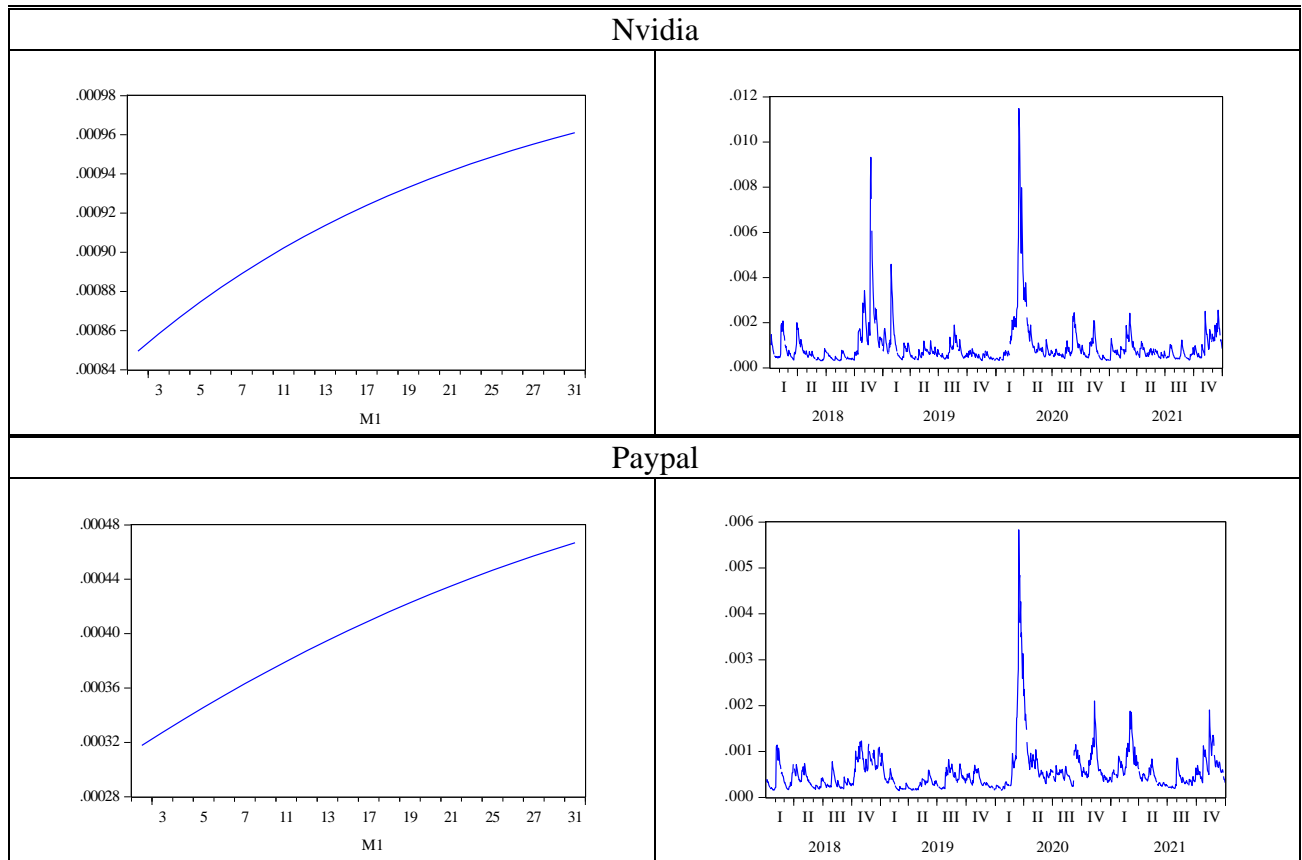 Nvidia
.00098
.00096
.00094
.00092
.00090
.00088
.00086
.00084
3 5 7 11 13 17 19 21 25 27 31
M1
.012
.010
.008
.006
.004
.002
.000
I II III IV I II III IV I II III IV I II III IV
2018 2019 2020 2021
Paypal
.00048
.00044
.00040
.00036
.00032
.00028
3 5 7 11 13 17 19 21 25 27 31
M1
.006
.005
.004
.003
.002
.001
.000
I II III IV I II III IV I II III IV I II III IV
2018 2019 2020 2021